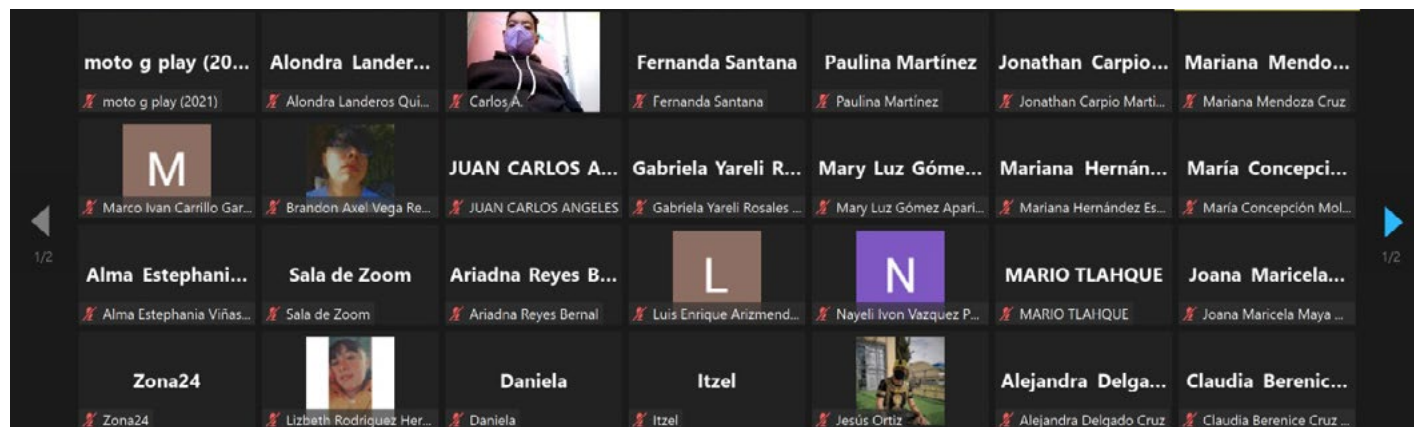 moto g play (20... Alondra Lander... Fernanda Santana Paulina Martínez Jonathan Carpio... Mariana Mendo...
moto g play (2021) Alondra Landeros Qui... Carlos A. Fernanda Santana Paulina Martínez Jonathan Carpio Marti... Mariana Mendoza Cruz
M JUAN CARLOS A... Gabriela Yareli R... Mary Luz Góme... Mariana Hernán... María Concepci...
Marco Ivan Carrillo Gar... Brandon Axel Vega Re... JUAN CARLOS ANGELES Gabriela Yareli Rosales ... Mary Luz Gómez Apari... Mariana Hernández Es... María Concepción Mol...
1/2 1/2
Alma Estephani... Sala de Zoom Ariadna Reyes B... L N MARIO TLAHQUE Joana Maricela...
Alma Estephania Viñas... Sala de Zoom Ariadna Reyes Bernal Luis Enrique Arizmend... Nayeli Ivon Vazquez P... MARIO TLAHQUE Joana Maricela Maya ...
Zona24 Daniela Itzel Alejandra Delga... Claudia Berenic...
Zona24 Lizbeth Rodriguez Her... Daniela Itzel Jesús Ortiz Alejandra Delgado Cruz Claudia Berenice Cruz ...